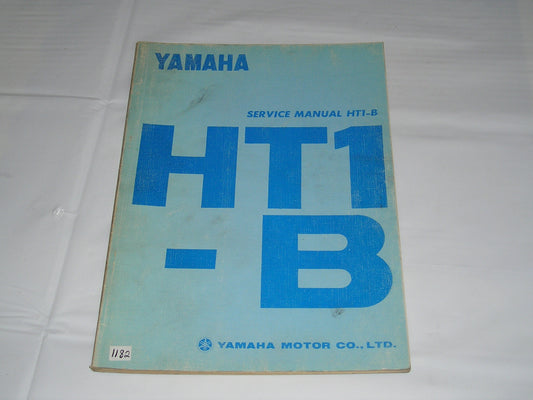 YAMAHA
SERVICE MANUAL HT1-B
HT1
-B
YAMAHA MOTOR CO., LTD.
1182